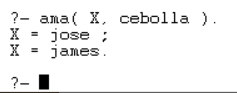 ?- ama( X, cebolla ).
X = jose ;
X = james.
?-